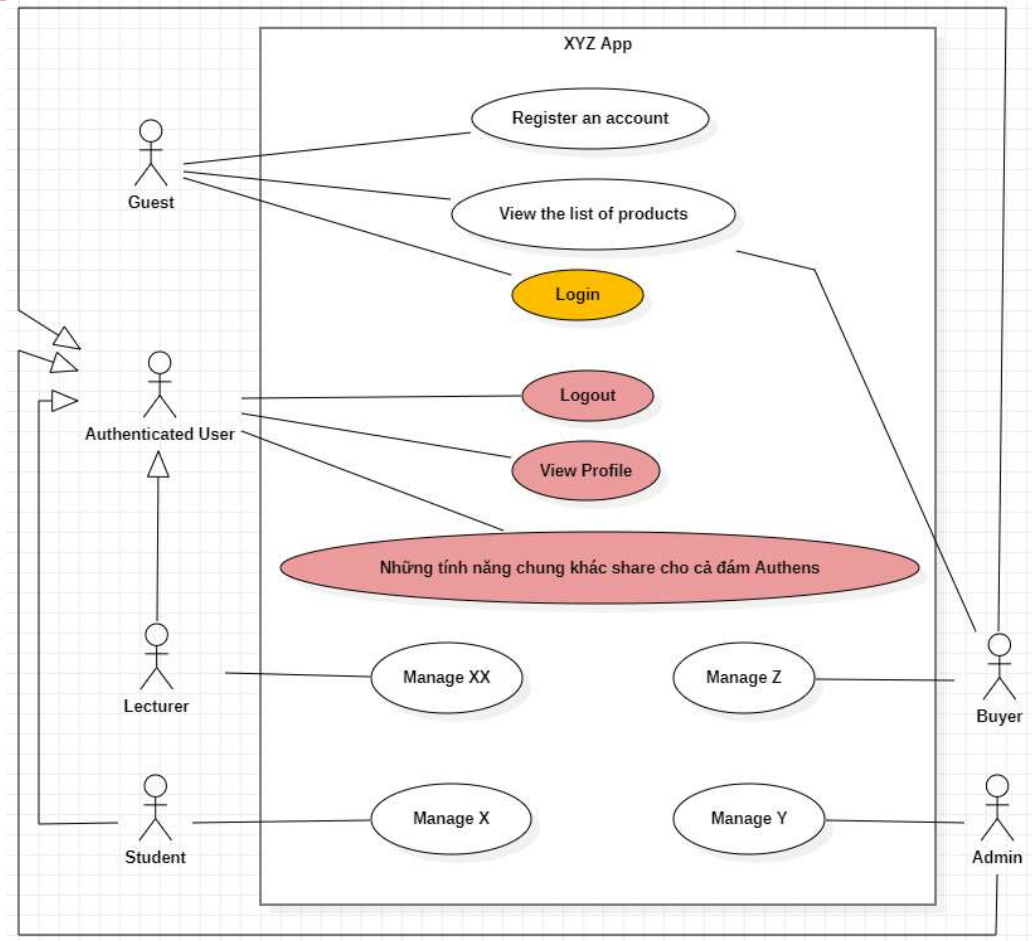 XYZ App
Register an account
Guest
View the list of products
Login
Logout
Authenticated User
View Profile
Những tính năng chung khác share cho cả đám Authens
Manage XX
Manage Z
Lecturer
Buyer
Manage X
Manage Y
Student
Admin